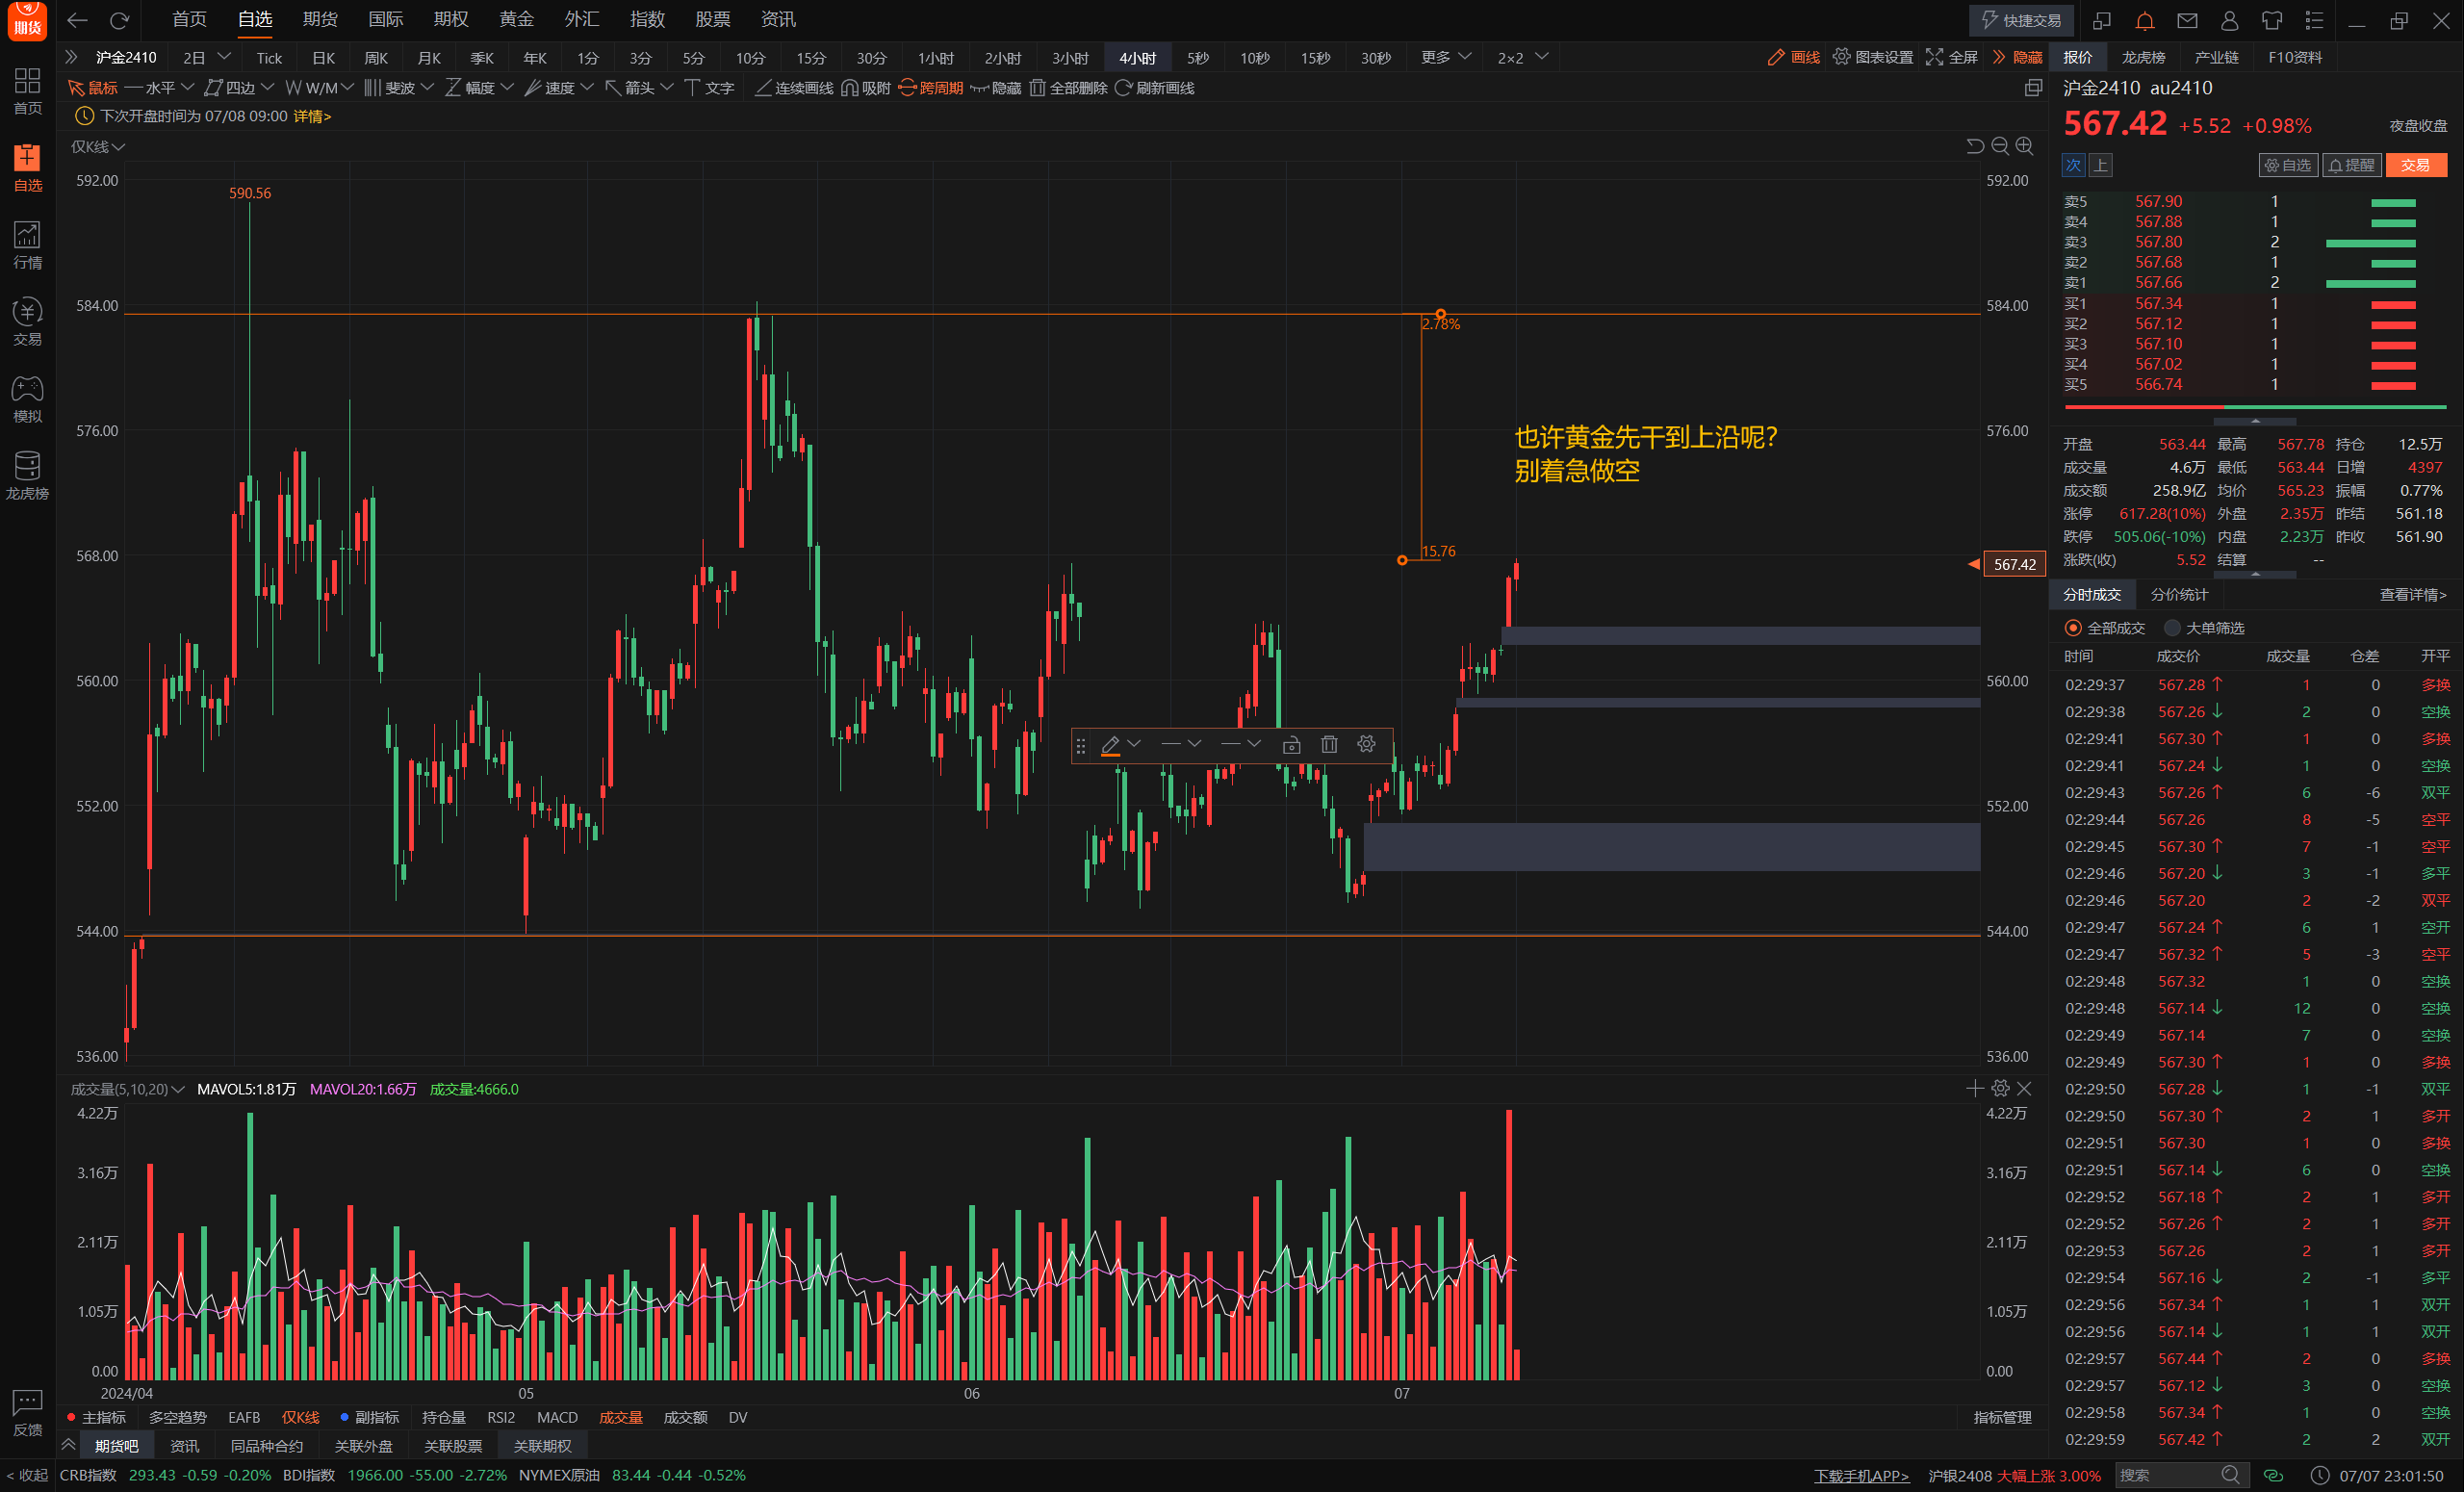 首页 自选 期货 国际 期权 黄金 外汇 指数 股票 资讯 快捷交易
沪金2410 2日 Tick 日K 周K 月K 季K 年K 1分 3分 5分 10分 15分 30分 1小时 2小时 3小时 4小时 5秒 10秒 15秒 30秒 更多 2×2 画线 图表设置 全屏 隐藏 报价 龙虎榜 产业链 F10资料
鼠标 水平 四边 W/M 斐波 幅度 速度 箭头 文字 连续画线 吸附 跨周期 隐藏 全部删除 刷新画线
下次开盘时间为 07/08 09:00 详情>
仅K线
期货
首页
自选
行情
交易
模拟
龙虎榜
反馈
592.00 592.00
590.56
584.00 584.00
2.78%
576.00 576.00
也许黄金先干到上沿呢?
别着急做空
568.00
15.76
567.42
560.00 560.00
552.00 552.00
544.00 544.00
536.00 536.00
成交量(5,10,20) MAVOL5:1.81万 MAVOL20:1.66万 成交量:4666.0
4.22万 4.22万
3.16万 3.16万
2.11万 2.11万
1.05万 1.05万
0.00 0.00
2024/04 05 06 07
主指标 多空趋势 EAFB 仅K线 副指标 持仓量 RSI2 MACD 成交量 成交额 DV 指标管理
期货吧 资讯 同品种合约 关联外盘 关联股票 关联期权
沪金2410 au2410
567.42 +5.52 +0.98% 夜盘收盘
次 上 自选 提醒 交易
卖5 567.90 1
卖4 567.88 1
卖3 567.80 2
卖2 567.68 1
卖1 567.66 2
买1 567.34 1
买2 567.12 1
买3 567.10 1
买4 567.02 1
买5 566.74 1
开盘 563.44 最高 567.78 持仓 12.5万
成交量 4.6万 最低 563.44 日增 4397
成交额 258.9亿 均价 565.23 振幅 0.77%
涨停 617.28(10%) 外盘 2.35万 昨结 561.18
跌停 505.06(-10%) 内盘 2.23万 昨收 561.90
涨跌(收) 5.52 结算 --
分时成交 分价统计 查看详情>
全部成交 大单筛选
时间 成交价 成交量 仓差 开平
02:29:37 567.28 ↑ 1 0 多换
02:29:38 567.26 ↓ 2 0 空换
02:29:41 567.30 ↑ 1 0 多换
02:29:41 567.24 ↓ 1 0 空换
02:29:43 567.26 ↑ 6 -6 双平
02:29:44 567.26 8 -5 空平
02:29:45 567.30 ↑ 7 -1 空平
02:29:46 567.20 ↓ 3 -1 多平
02:29:46 567.20 2 -2 双平
02:29:47 567.24 ↑ 6 1 空开
02:29:47 567.32 ↑ 5 -3 空平
02:29:48 567.32 1 0 空换
02:29:48 567.14 ↓ 12 0 空换
02:29:49 567.14 7 0 空换
02:29:49 567.30 ↑ 1 0 多换
02:29:50 567.28 ↓ 1 -1 双平
02:29:50 567.30 ↑ 2 1 多开
02:29:51 567.30 1 0 多换
02:29:51 567.14 ↓ 6 0 空换
02:29:52 567.18 ↑ 2 1 多开
02:29:52 567.26 ↑ 2 1 多开
02:29:53 567.26 2 1 多开
02:29:54 567.16 ↓ 2 -1 多平
02:29:56 567.34 ↑ 1 1 双开
02:29:56 567.14 ↓ 1 1 双开
02:29:57 567.44 ↑ 2 0 多换
02:29:57 567.12 ↓ 3 0 空换
02:29:58 567.34 ↑ 1 0 空换
02:29:59 567.42 ↑ 2 2 双开
< 收起 CRB指数 293.43 -0.59 -0.20% BDI指数 1966.00 -55.00 -2.72% NYMEX原油 83.44 -0.44 -0.52% 下载手机APP> 沪银2408 大幅上涨 3.00% 搜索 07/07 23:01:50